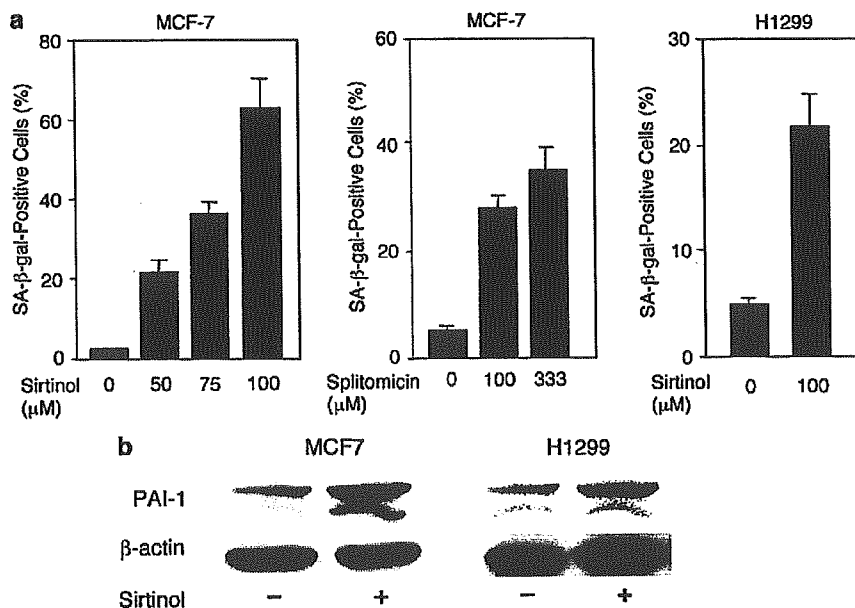 a
MCF-7
SA-β-gal-Positive Cells (%)
80
60
40
20
0
Sirtinol
(μM)
0 50 75 100
MCF-7
SA-β-gal-Positive Cells (%)
60
40
20
0
Splitomicin
(μM)
0 100 333
H1299
SA-β-gal-Positive Cells (%)
30
20
10
0
Sirtinol
(μM)
0 100
b
MCF7 H1299
PAI-1
β-actin
Sirtinol − + − +